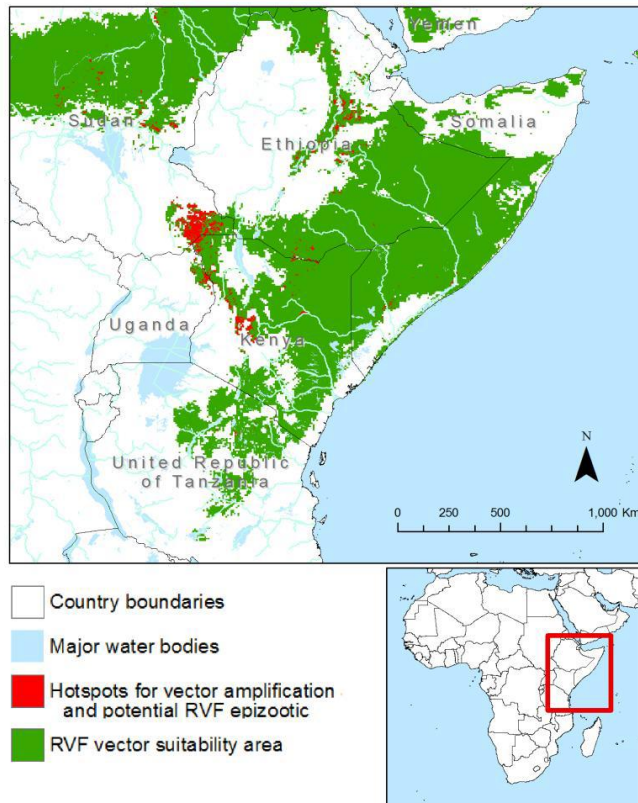 Yemen
Sudan
Ethiopia
Somalia
Uganda
Kenya
United Republic
of Tanzania
N
0 250 500 1,000 Km
Country boundaries
Major water bodies
Hotspots for vector amplification
and potential RVF epizootic
RVF vector suitability area